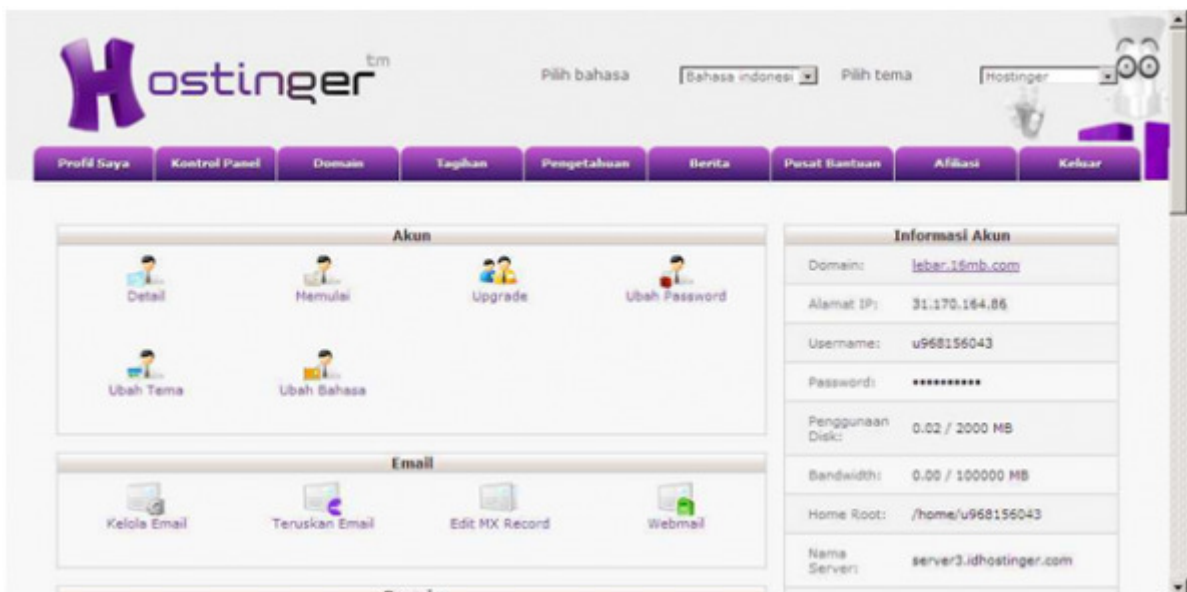 Hostinger tm
Pilih bahasa
Bahasa indonesi
Pilih tema
Hostinger
Profil Saya
Kontrol Panel
Domain
Tagihan
Pengetahuan
Berita
Pusat Bantuan
Afiliasi
Keluar
Akun
Detail
Memulai
Upgrade
Ubah Password
Ubah Tema
Ubah Bahasa
Email
Kelola Email
Teruskan Email
Edit MX Record
Webmail
Informasi Akun
Domain: lebar.16mb.com
Alamat IP: 31.170.164.86
Username: u968156043
Password: ••••••••••
Penggunaan
Disk: 0.02 / 2000 MB
Bandwidth: 0.00 / 100000 MB
Home Root: /home/u968156043
Nama
Server: server3.idhostinger.com